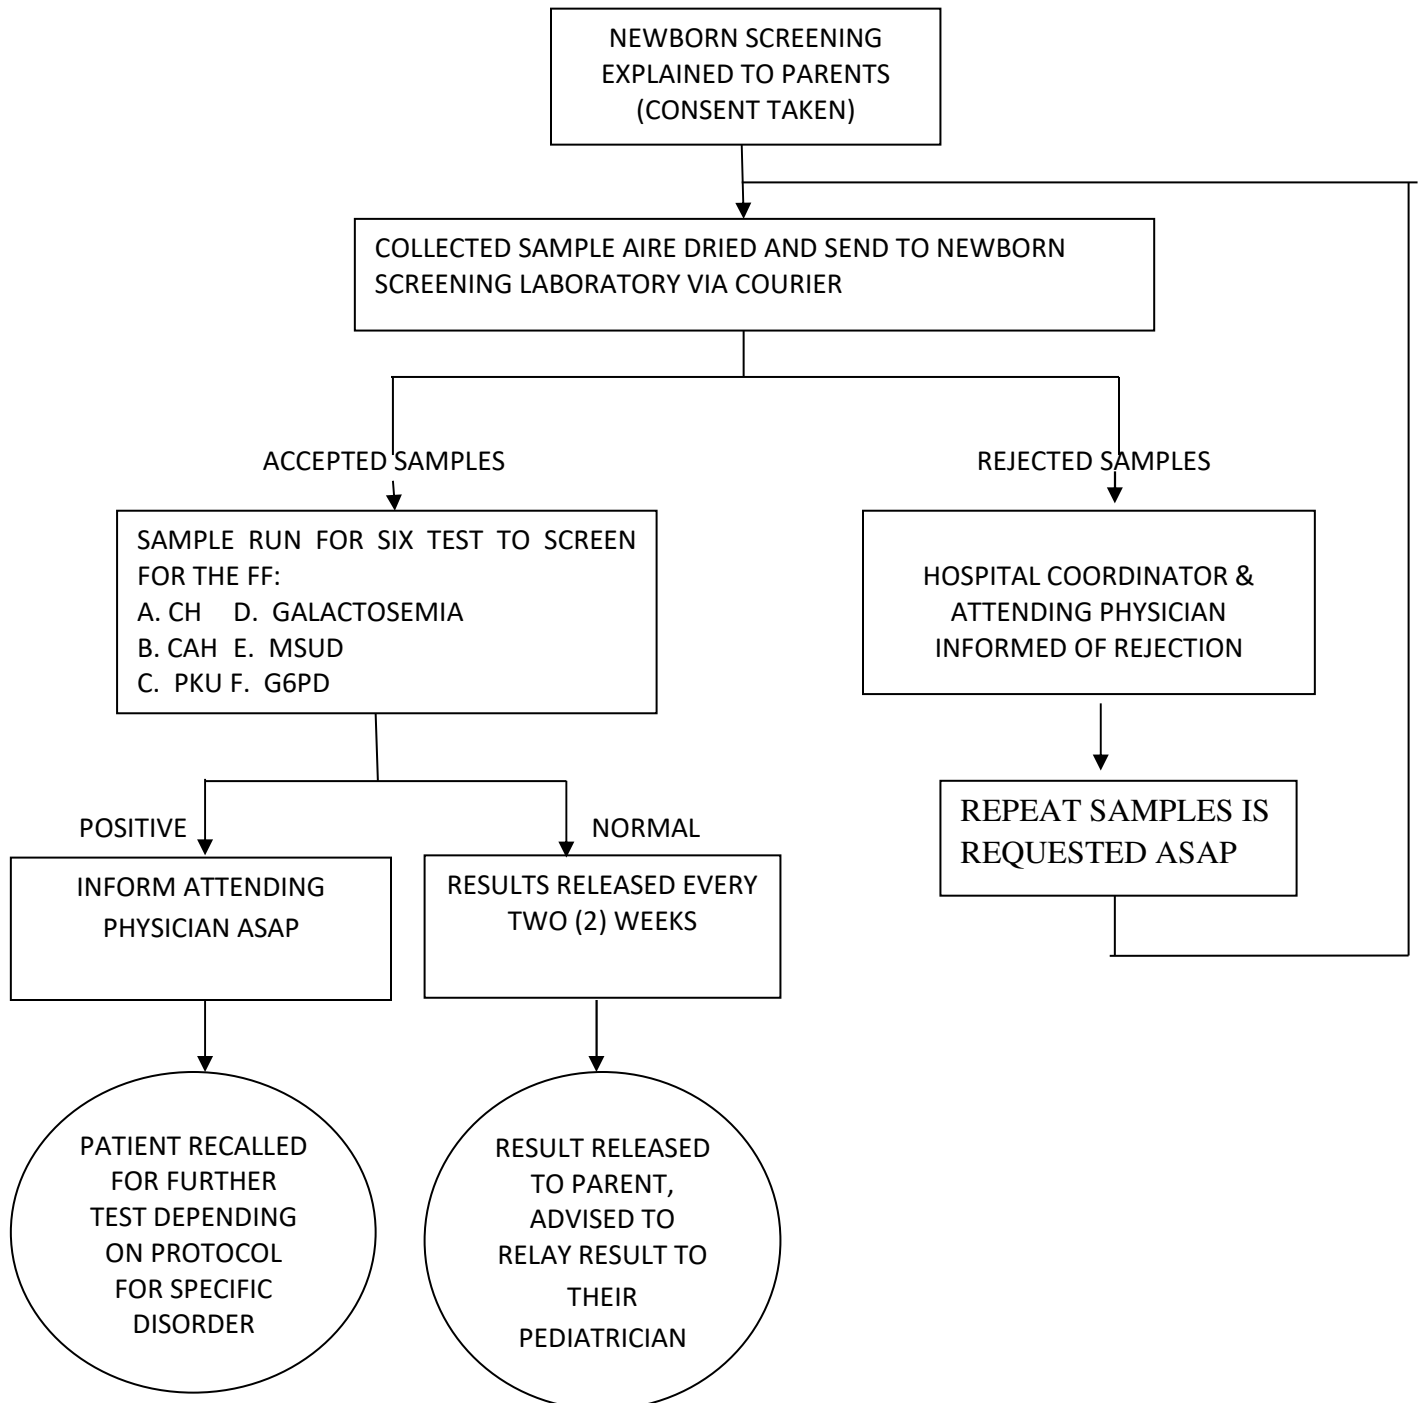 NEWBORN SCREENING
EXPLAINED TO PARENTS
(CONSENT TAKEN)
COLLECTED SAMPLE AIRE DRIED AND SEND TO NEWBORN
SCREENING LABORATORY VIA COURIER
ACCEPTED SAMPLES
REJECTED SAMPLES
SAMPLE RUN FOR SIX TEST TO SCREEN
FOR THE FF:
A. CH D. GALACTOSEMIA
B. CAH E. MSUD
C. PKU F. G6PD
HOSPITAL COORDINATOR &
ATTENDING PHYSICIAN
INFORMED OF REJECTION
REPEAT SAMPLES IS
REQUESTED ASAP
POSITIVE
NORMAL
INFORM ATTENDING
PHYSICIAN ASAP
RESULTS RELEASED EVERY
TWO (2) WEEKS
PATIENT RECALLED
FOR FURTHER
TEST DEPENDING
ON PROTOCOL
FOR SPECIFIC
DISORDER
RESULT RELEASED
TO PARENT,
ADVISED TO
RELAY RESULT TO
THEIR
PEDIATRICIAN